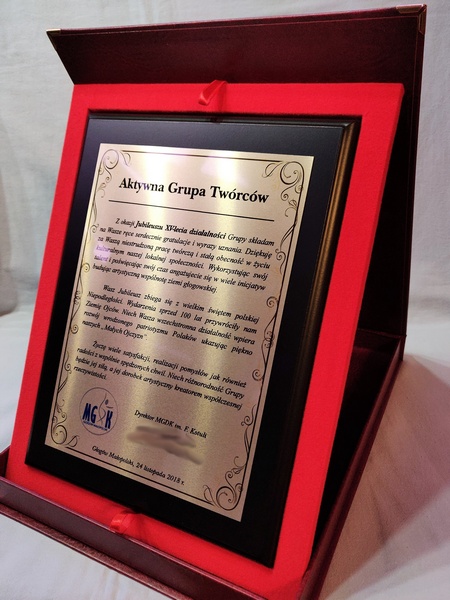 Aktywna Grupa Twórców
Z okazji Jubileuszu XV-lecia działalności Grupy składam
na Wasze ręce serdecznie gratulacje i wyrazy uznania. Dziękuję
za Waszą niestrudzoną pracę twórczą i stałą obecność w życiu
kulturalnym naszej lokalnej społeczności. Wykorzystując swój
talent i poświęcając swój czas angażujecie się w wiele inicjatyw
budując artystyczną wspólnotę ziemi głogowskiej.
Wasz Jubileusz zbiega się z wielkim świętem polskiej
Niepodległości. Wydarzenia sprzed 100 lat przywróciły nam
Ziemię Ojców. Niech Wasza wszechstronna działalność wpiera
rozwój wrodzonego patriotyzmu Polaków ukazując piękno
naszych „Małych Ojczyzn”
Życzę wiele satysfakcji, realizacji pomysłów jak również
radości z wspólnie spędzonych chwil. Niech różnorodność Grupy
będzie jej siłą, a jej dorobek artystyczny kreatorem współczesnej
rzeczywistości.
MGDK
Dyrektor MGDK im. F. Kotuli
Głogów Małopolski, 24 listopada 2018 r.